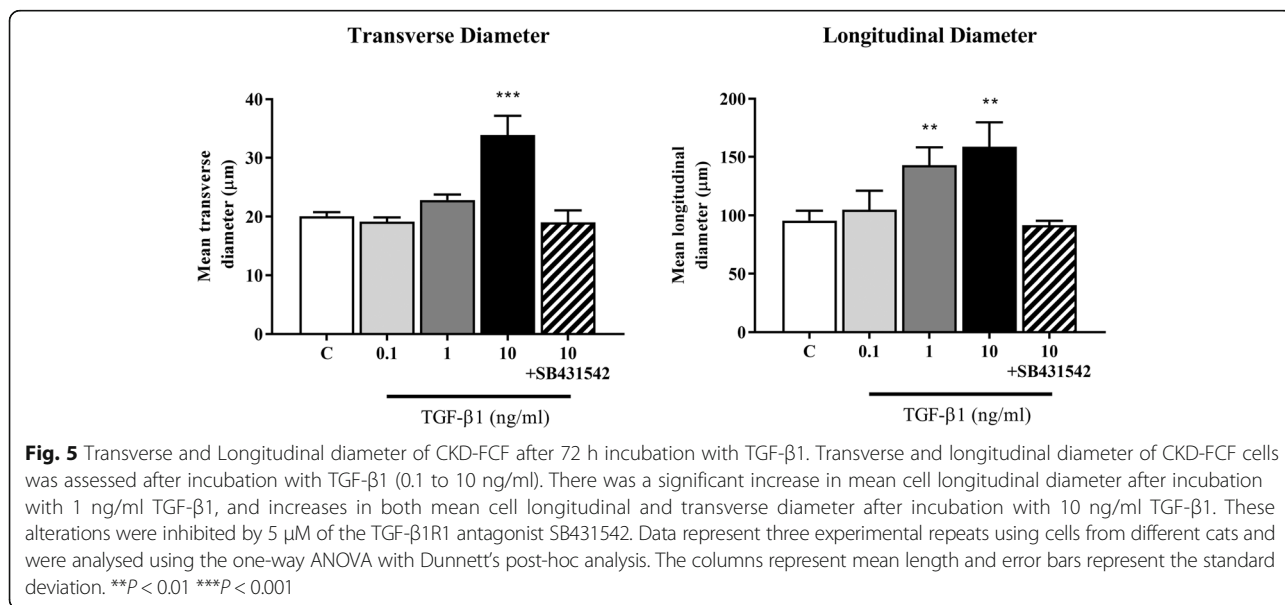 Transverse Diameter
Mean transverse
diameter (μm)
40
30
20
10
0
***
C
0.1
1
10
10
+SB431542
TGF-β1 (ng/ml)
Longitudinal Diameter
Mean longitudinal
diameter (μm)
200
150
100
50
0
**
**
C
0.1
1
10
10
+SB431542
TGF-β1 (ng/ml)
Fig. 5 Transverse and Longitudinal diameter of CKD-FCF after 72 h incubation with TGF-β1. Transverse and longitudinal diameter of CKD-FCF cells
was assessed after incubation with TGF-β1 (0.1 to 10 ng/ml). There was a significant increase in mean cell longitudinal diameter after incubation
with 1 ng/ml TGF-β1, and increases in both mean cell longitudinal and transverse diameter after incubation with 10 ng/ml TGF-β1. These
alterations were inhibited by 5 μM of the TGF-β1R1 antagonist SB431542. Data represent three experimental repeats using cells from different cats and
were analysed using the one-way ANOVA with Dunnett's post-hoc analysis. The columns represent mean length and error bars represent the standard
deviation. **P < 0.01 ***P < 0.001